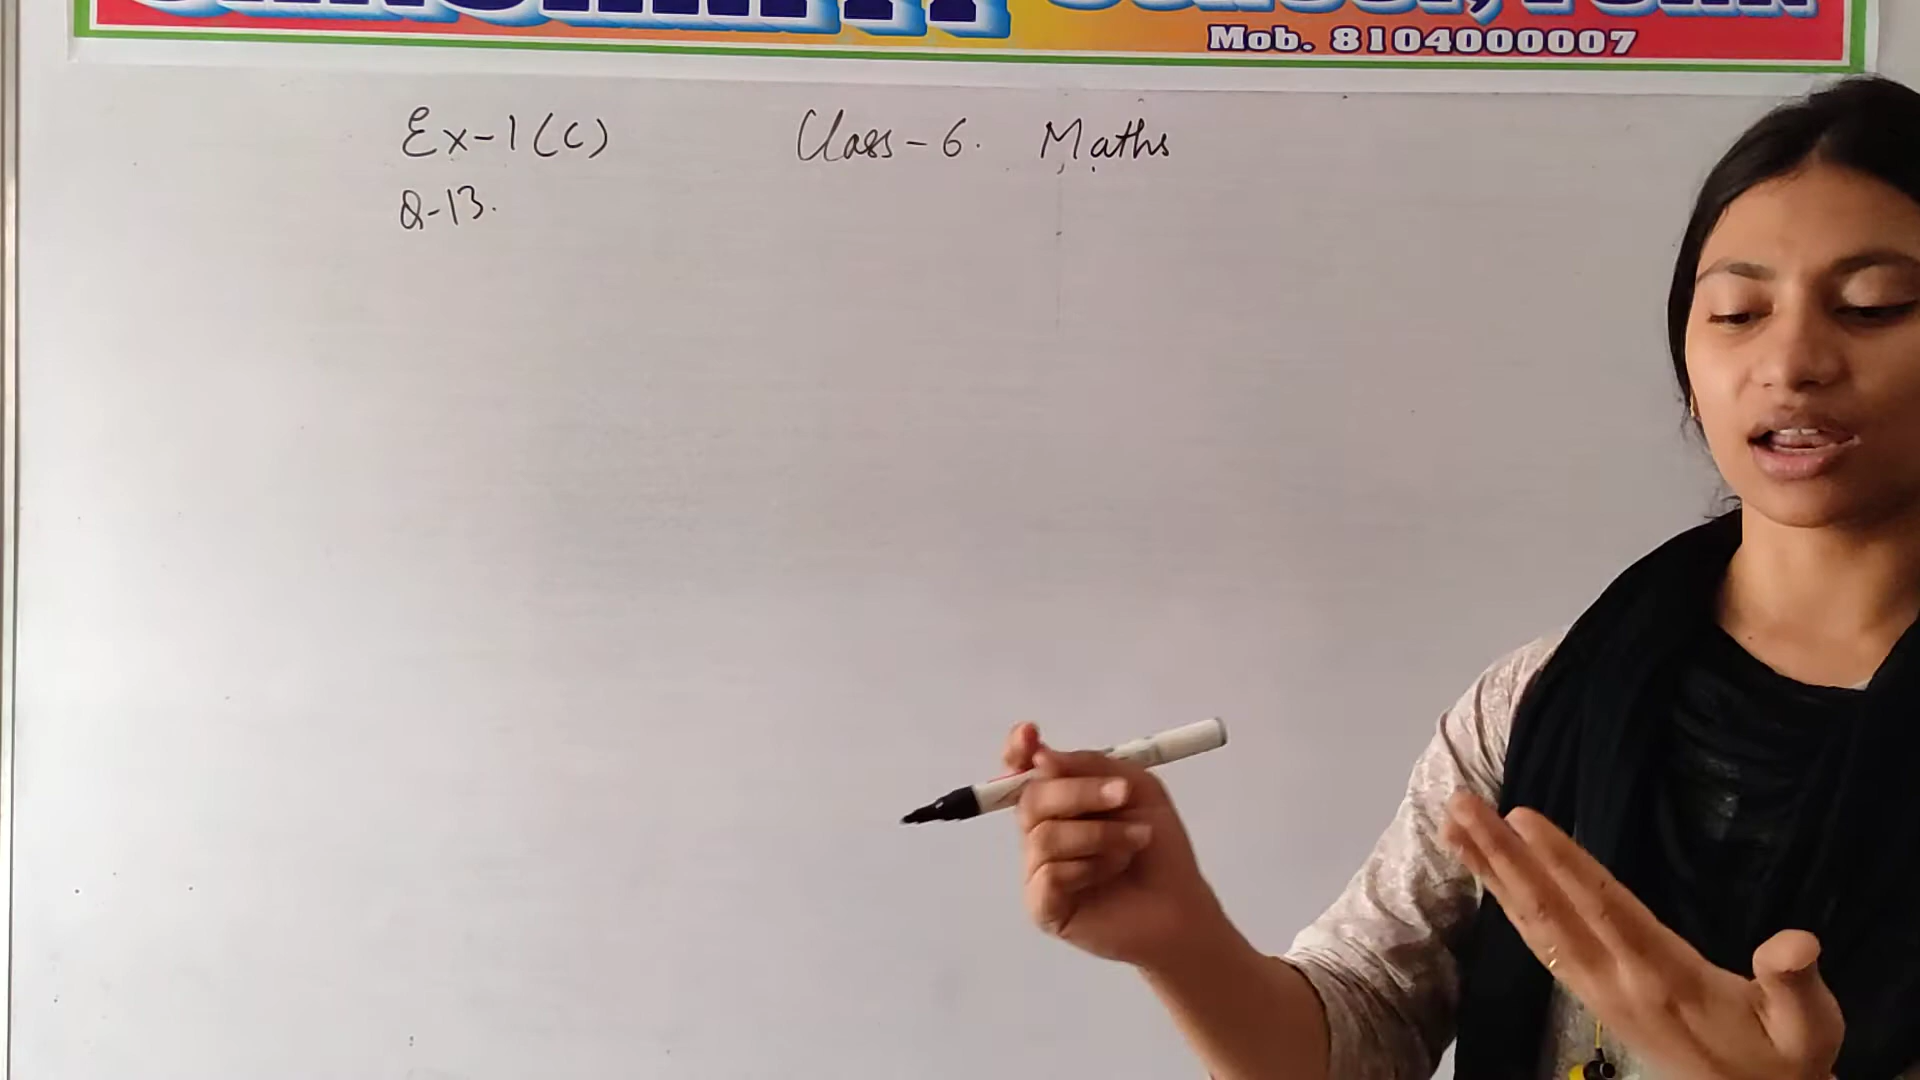 Mob. 8104000007
Ex-1(C) Class-6. Maths
Q-13.